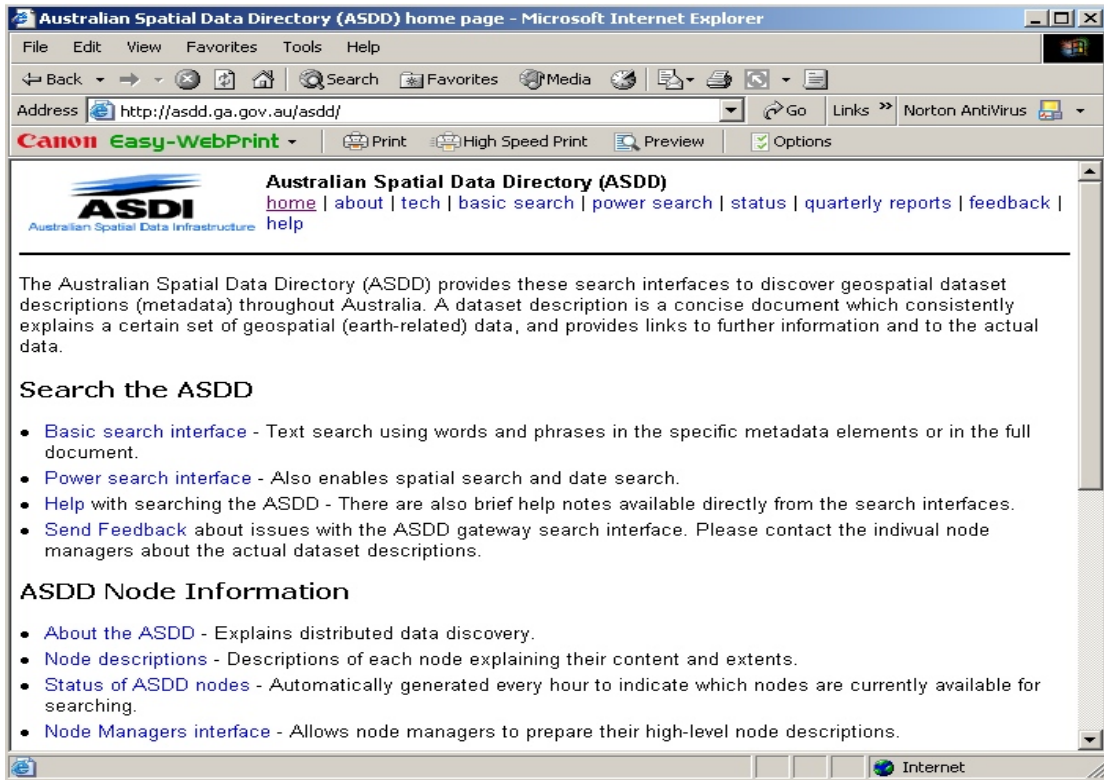 Australian Spatial Data Directory (ASDD) home page - Microsoft Internet Explorer
File Edit View Favorites Tools Help
Back Search Favorites Media
Address http://asdd.ga.gov.au/asdd/ Go Links » Norton AntiVirus
Canon Easy-WebPrint Print High Speed Print Preview Options
ASDI
Australian Spatial Data Infrastructure
Australian Spatial Data Directory (ASDD)
home | about | tech | basic search | power search | status | quarterly reports | feedback |
help
The Australian Spatial Data Directory (ASDD) provides these search interfaces to discover geospatial dataset
descriptions (metadata) throughout Australia. A dataset description is a concise document which consistently
explains a certain set of geospatial (earth-related) data, and provides links to further information and to the actual
data.
Search the ASDD
• Basic search interface - Text search using words and phrases in the specific metadata elements or in the full
document.
• Power search interface - Also enables spatial search and date search.
• Help with searching the ASDD - There are also brief help notes available directly from the search interfaces.
• Send Feedback about issues with the ASDD gateway search interface. Please contact the indivual node
managers about the actual dataset descriptions.
ASDD Node Information
• About the ASDD - Explains distributed data discovery.
• Node descriptions - Descriptions of each node explaining their content and extents.
• Status of ASDD nodes - Automatically generated every hour to indicate which nodes are currently available for
searching.
• Node Managers interface - Allows node managers to prepare their high-level node descriptions.
Internet